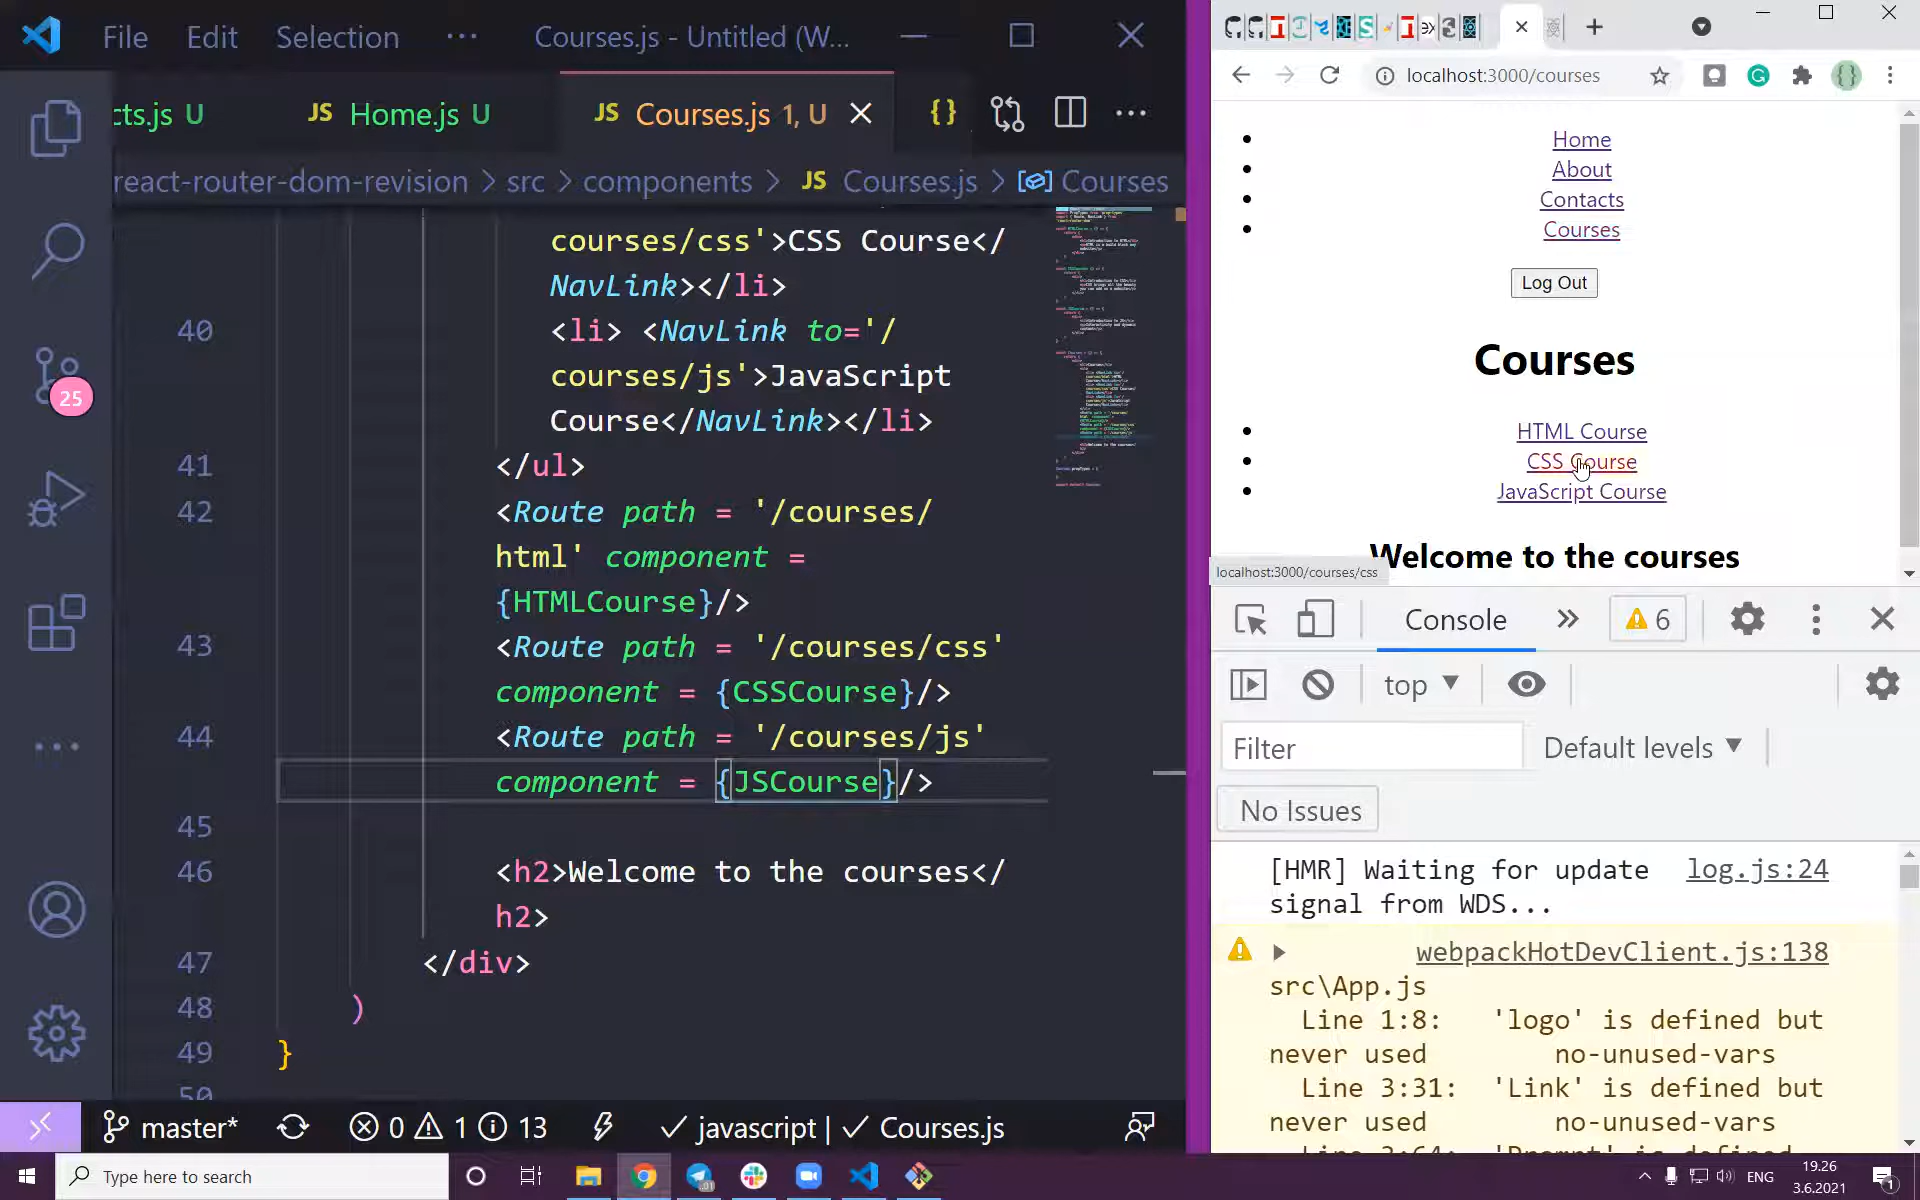 File Edit Selection ··· Courses.js - Untitled (W...
cts.js U JS Home.js U JS Courses.js 1, U {}
react-router-dom-revision > src > components > JS Courses.js > Courses
courses/css'>CSS Course</
NavLink></li>
40 <li> <NavLink to='/
courses/js'>JavaScript
Course</NavLink></li>
41 </ul>
42 <Route path = '/courses/
html' component =
{HTMLCourse}/>
43 <Route path = '/courses/css'
component = {CSSCourse}/>
44 <Route path = '/courses/js'
component = {JSCourse}/>
45
46 <h2>Welcome to the courses</
h2>
47 </div>
48 )
49 }
50
25
master* 0 1 13 javascript | Courses.js
localhost:3000/courses
Home
About
Contacts
Courses
Log Out
Courses
HTML Course
CSS Course
JavaScript Course
Welcome to the courses
localhost:3000/courses/css
Console 6
top
Filter Default levels
No Issues
[HMR] Waiting for update log.js:24
signal from WDS...
webpackHotDevClient.js:138
src\App.js
Line 1:8: 'logo' is defined but
never used no-unused-vars
Line 3:31: 'Link' is defined but
never used no-unused-vars
Line 3:64: 'Prompt' is defined
Type here to search
ENG
19.26
3.6.2021
1